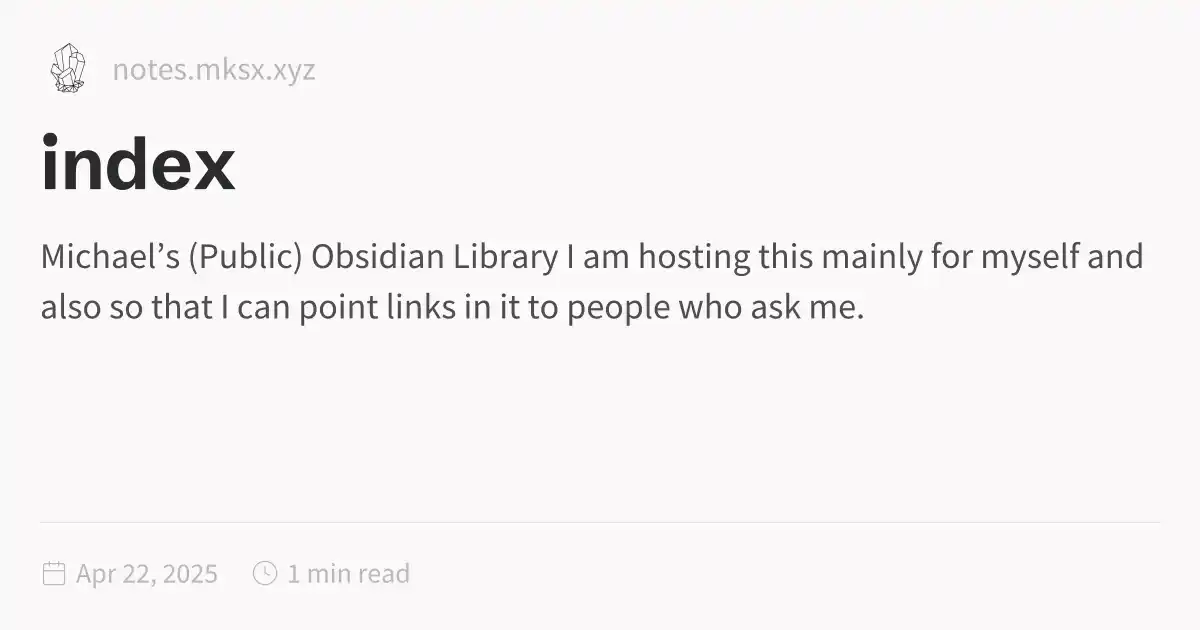 notes.mksx.xyz
index
Michael’s (Public) Obsidian Library I am hosting this mainly for myself and
also so that I can point links in it to people who ask me.
Apr 22, 2025 1 min read